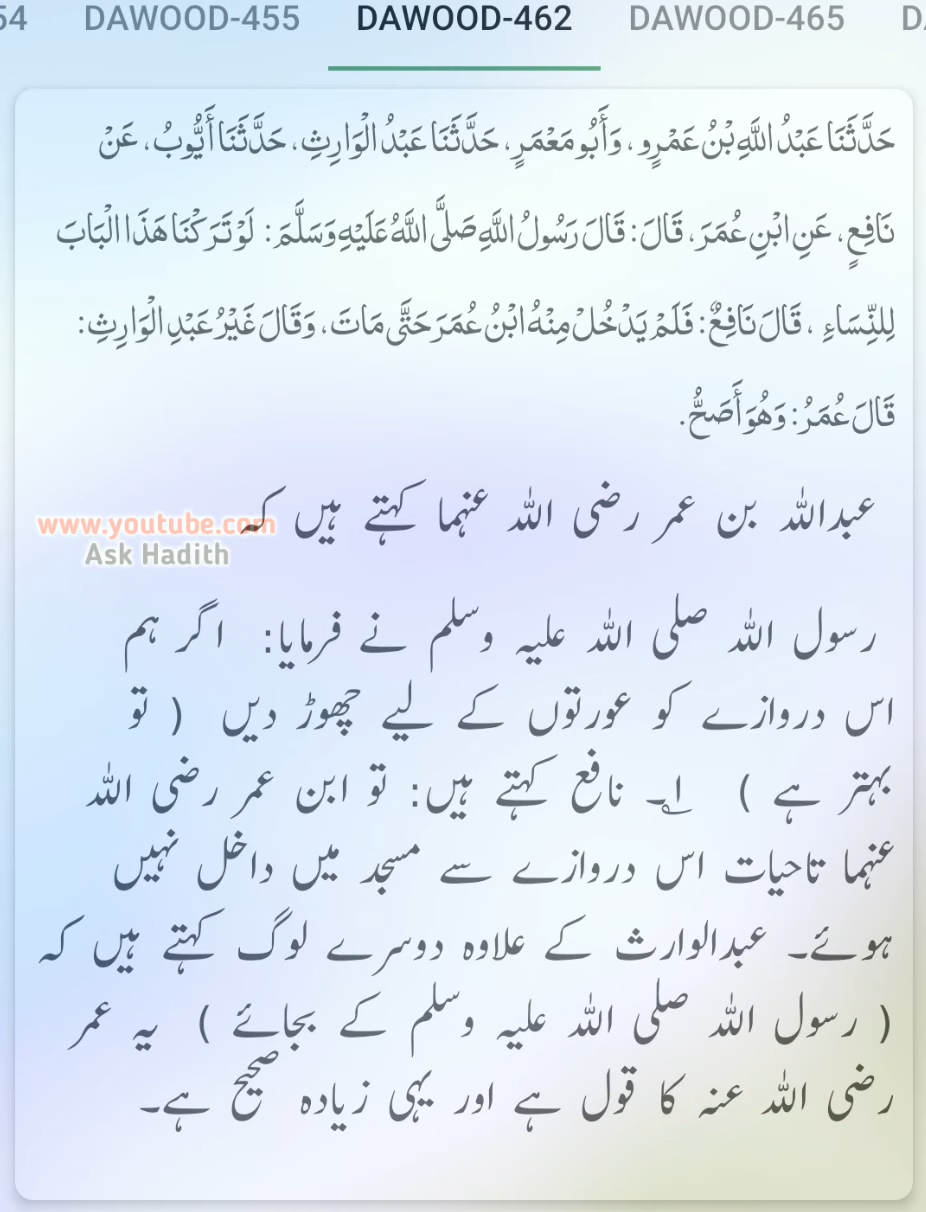 54 DAWOOD-455 DAWOOD-462 DAWOOD-465 D
حَدَّثَنَا عَبْدُ اللَّهِ بْنُ عَمْرٍو، وَأَبُو مَعْمَرٍ، حَدَّثَنَا عَبْدُ الْوَارِثِ، حَدَّثَنَا أَيُّوبُ، عَنْ
نَافِعٍ، عَنِ ابْنِ عُمَرَ، قَالَ: قَالَ رَسُولُ اللَّهِ صَلَّى اللَّهُ عَلَيْهِ وَسَلَّمَ: لَوْ تَرَكْنَا هَذَا الْبَابَ
لِلنِّسَاءِ ، قَالَ نَافِعٌ: فَلَمْ يَدْخُلْ مِنْهُ ابْنُ عُمَرَ حَتَّى مَاتَ، وَقَالَ غَيْرُ عَبْدِ الْوَارِثِ:
قَالَ عُمَرُ: وَهُوَ أَصَحُّ.
عبداللہ بن عمر رضی اللہ عنہما کہتے ہیں کہ
www.youtube.com
Ask Hadith
رسول اللہ صلی اللہ علیہ وسلم نے فرمایا: اگر ہم
اس دروازے کو عورتوں کے لیے چھوڑ دیں ( تو
بہتر ہے ) ۱؎۔ نافع کہتے ہیں: تو ابن عمر رضی اللہ
عنہما تاحیات اس دروازے سے مسجد میں داخل نہیں
ہوئے۔ عبدالوارث کے علاوہ دوسرے لوگ کہتے ہیں کہ
( رسول اللہ صلی اللہ علیہ وسلم کے بجائے ) یہ عمر
رضی اللہ عنہ کا قول ہے اور یہی زیادہ صحیح ہے۔